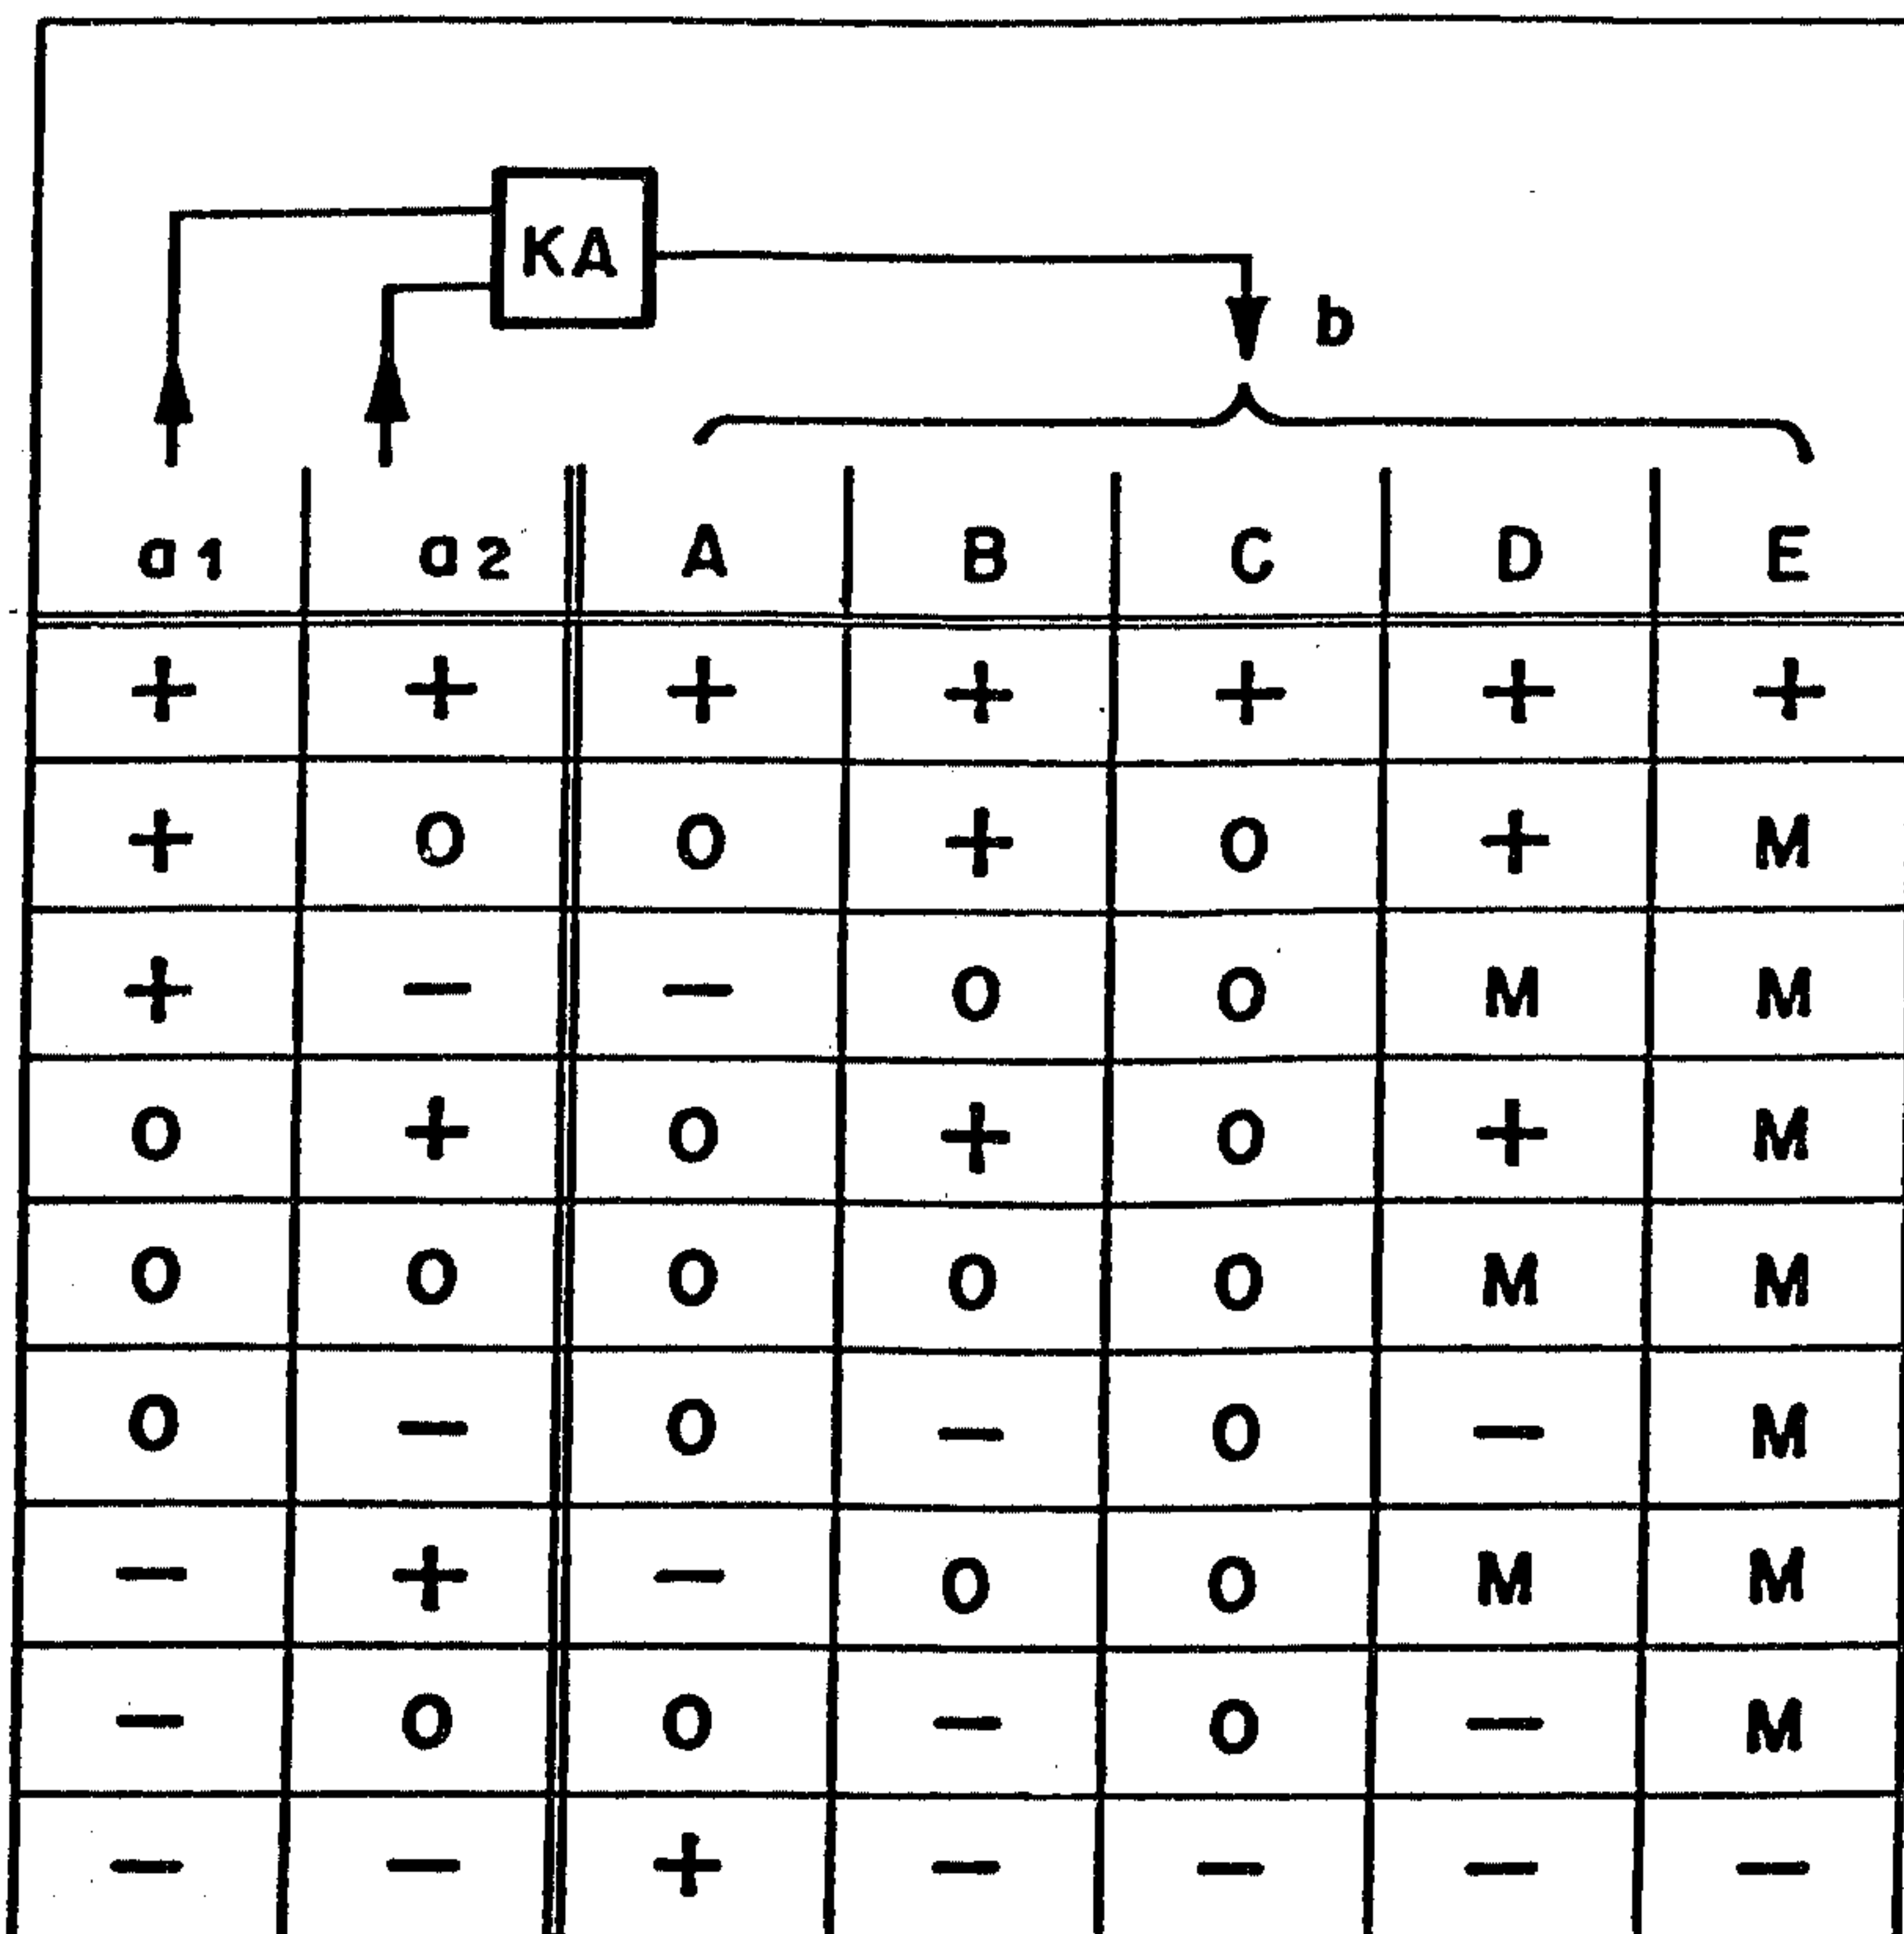 KA
b
a1 a2 A B C D E
+ + + + + + +
+ O O + O + M
+ − − O O M M
O + O + O + M
O O O O O M M
O − O − O − M
− + − O O M M
− O O − O − M
− − + − − − −